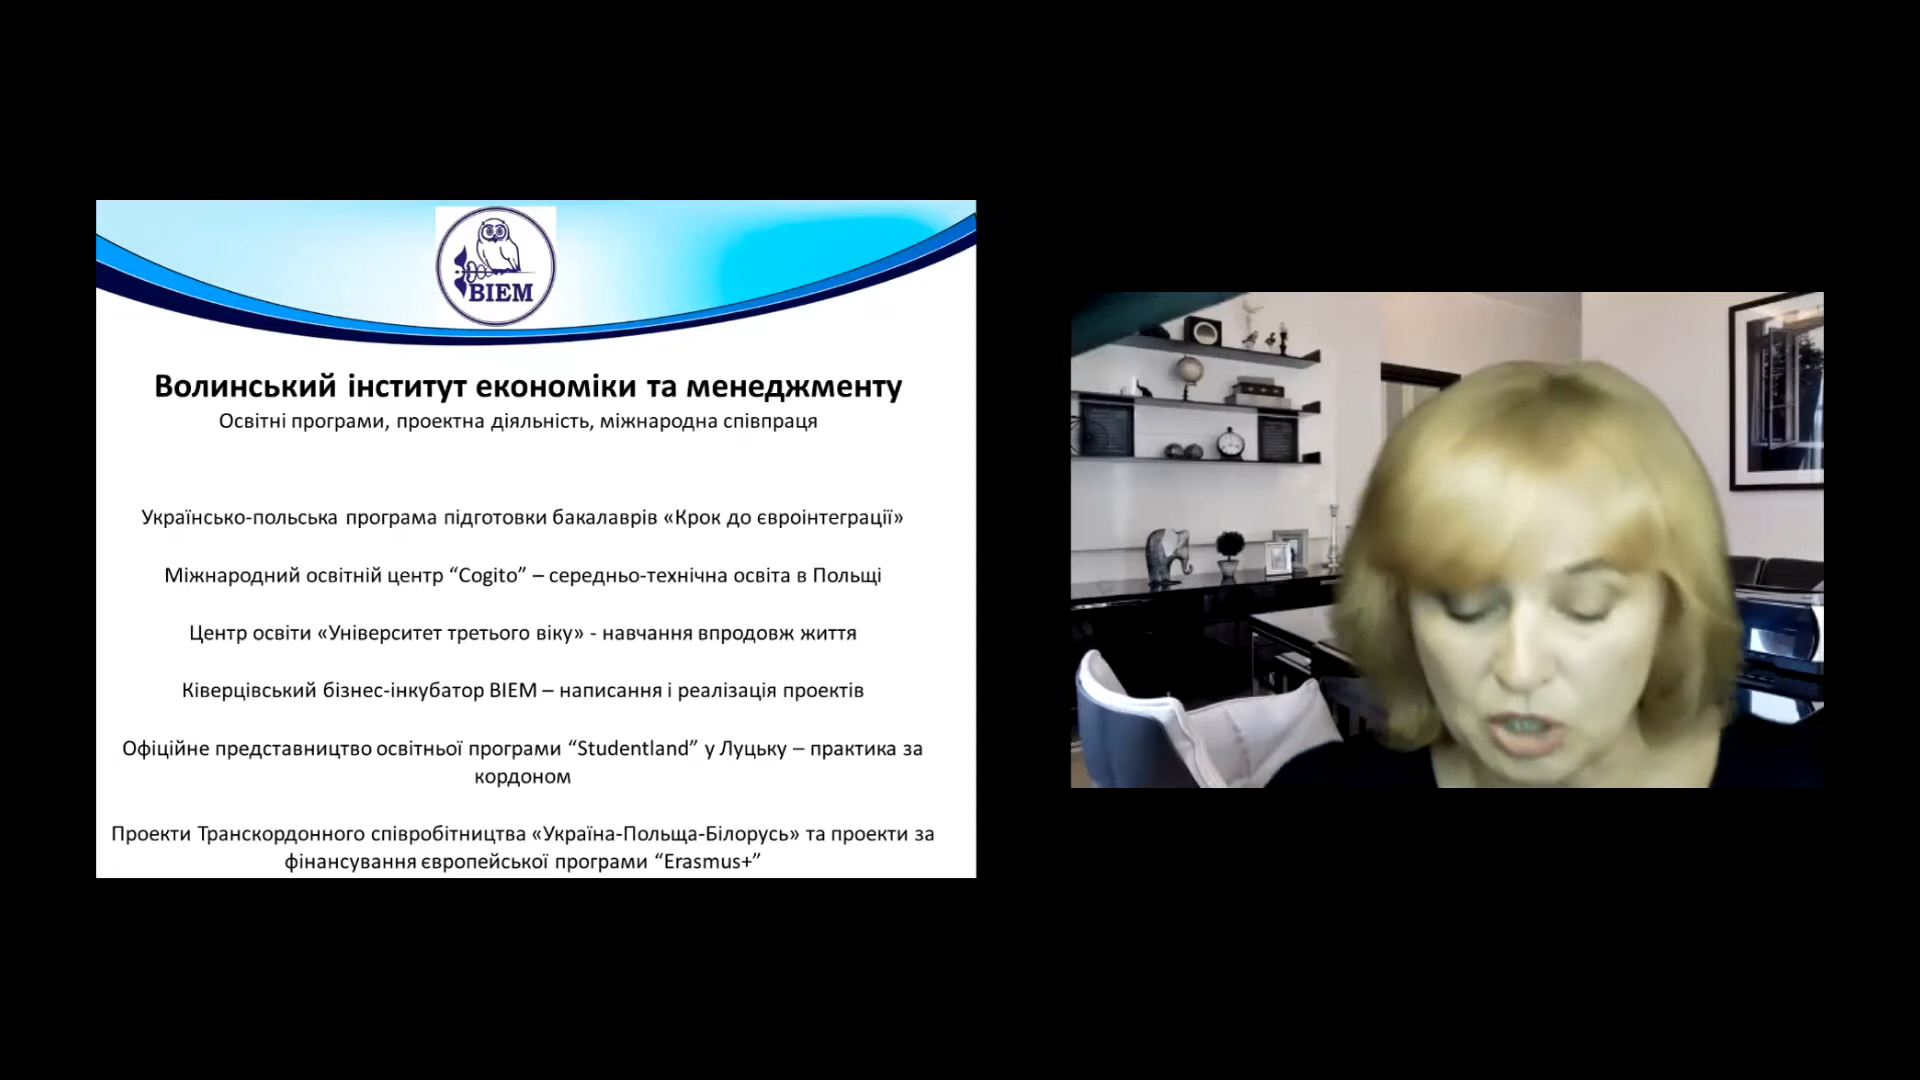 ВІЕМ
Волинський інститут економіки та менеджменту
Освітні програми, проектна діяльність, міжнародна співпраця
Українсько-польська програма підготовки бакалаврів «Крок до євроінтеграції»
Міжнародний освітній центр “Cogito” – середньо-технічна освіта в Польщі
Центр освіти «Університет третього віку» - навчання впродовж життя
Ківерцівський бізнес-інкубатор ВІЕМ – написання і реалізація проектів
Офіційне представництво освітньої програми “Studentland” у Луцьку – практика за
кордоном
Проекти Транскордонного співробітництва «Україна-Польща-Білорусь» та проекти за
фінансування європейської програми “Erasmus+”